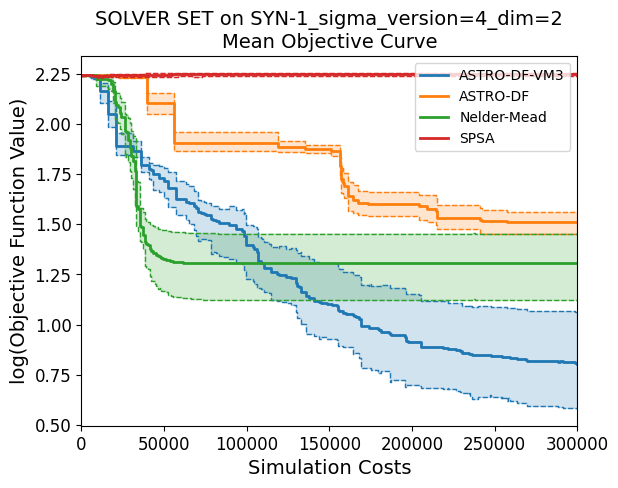 SOLVER SET on SYN-1_sigma_version=4_dim=2
Mean Objective Curve
log(Objective Function Value)
2.25
2.00
1.75
1.50
1.25
1.00
0.75
0.50
ASTRO-DF-VM3
ASTRO-DF
Nelder-Mead
SPSA
0 50000 100000 150000 200000 250000 300000
Simulation Costs